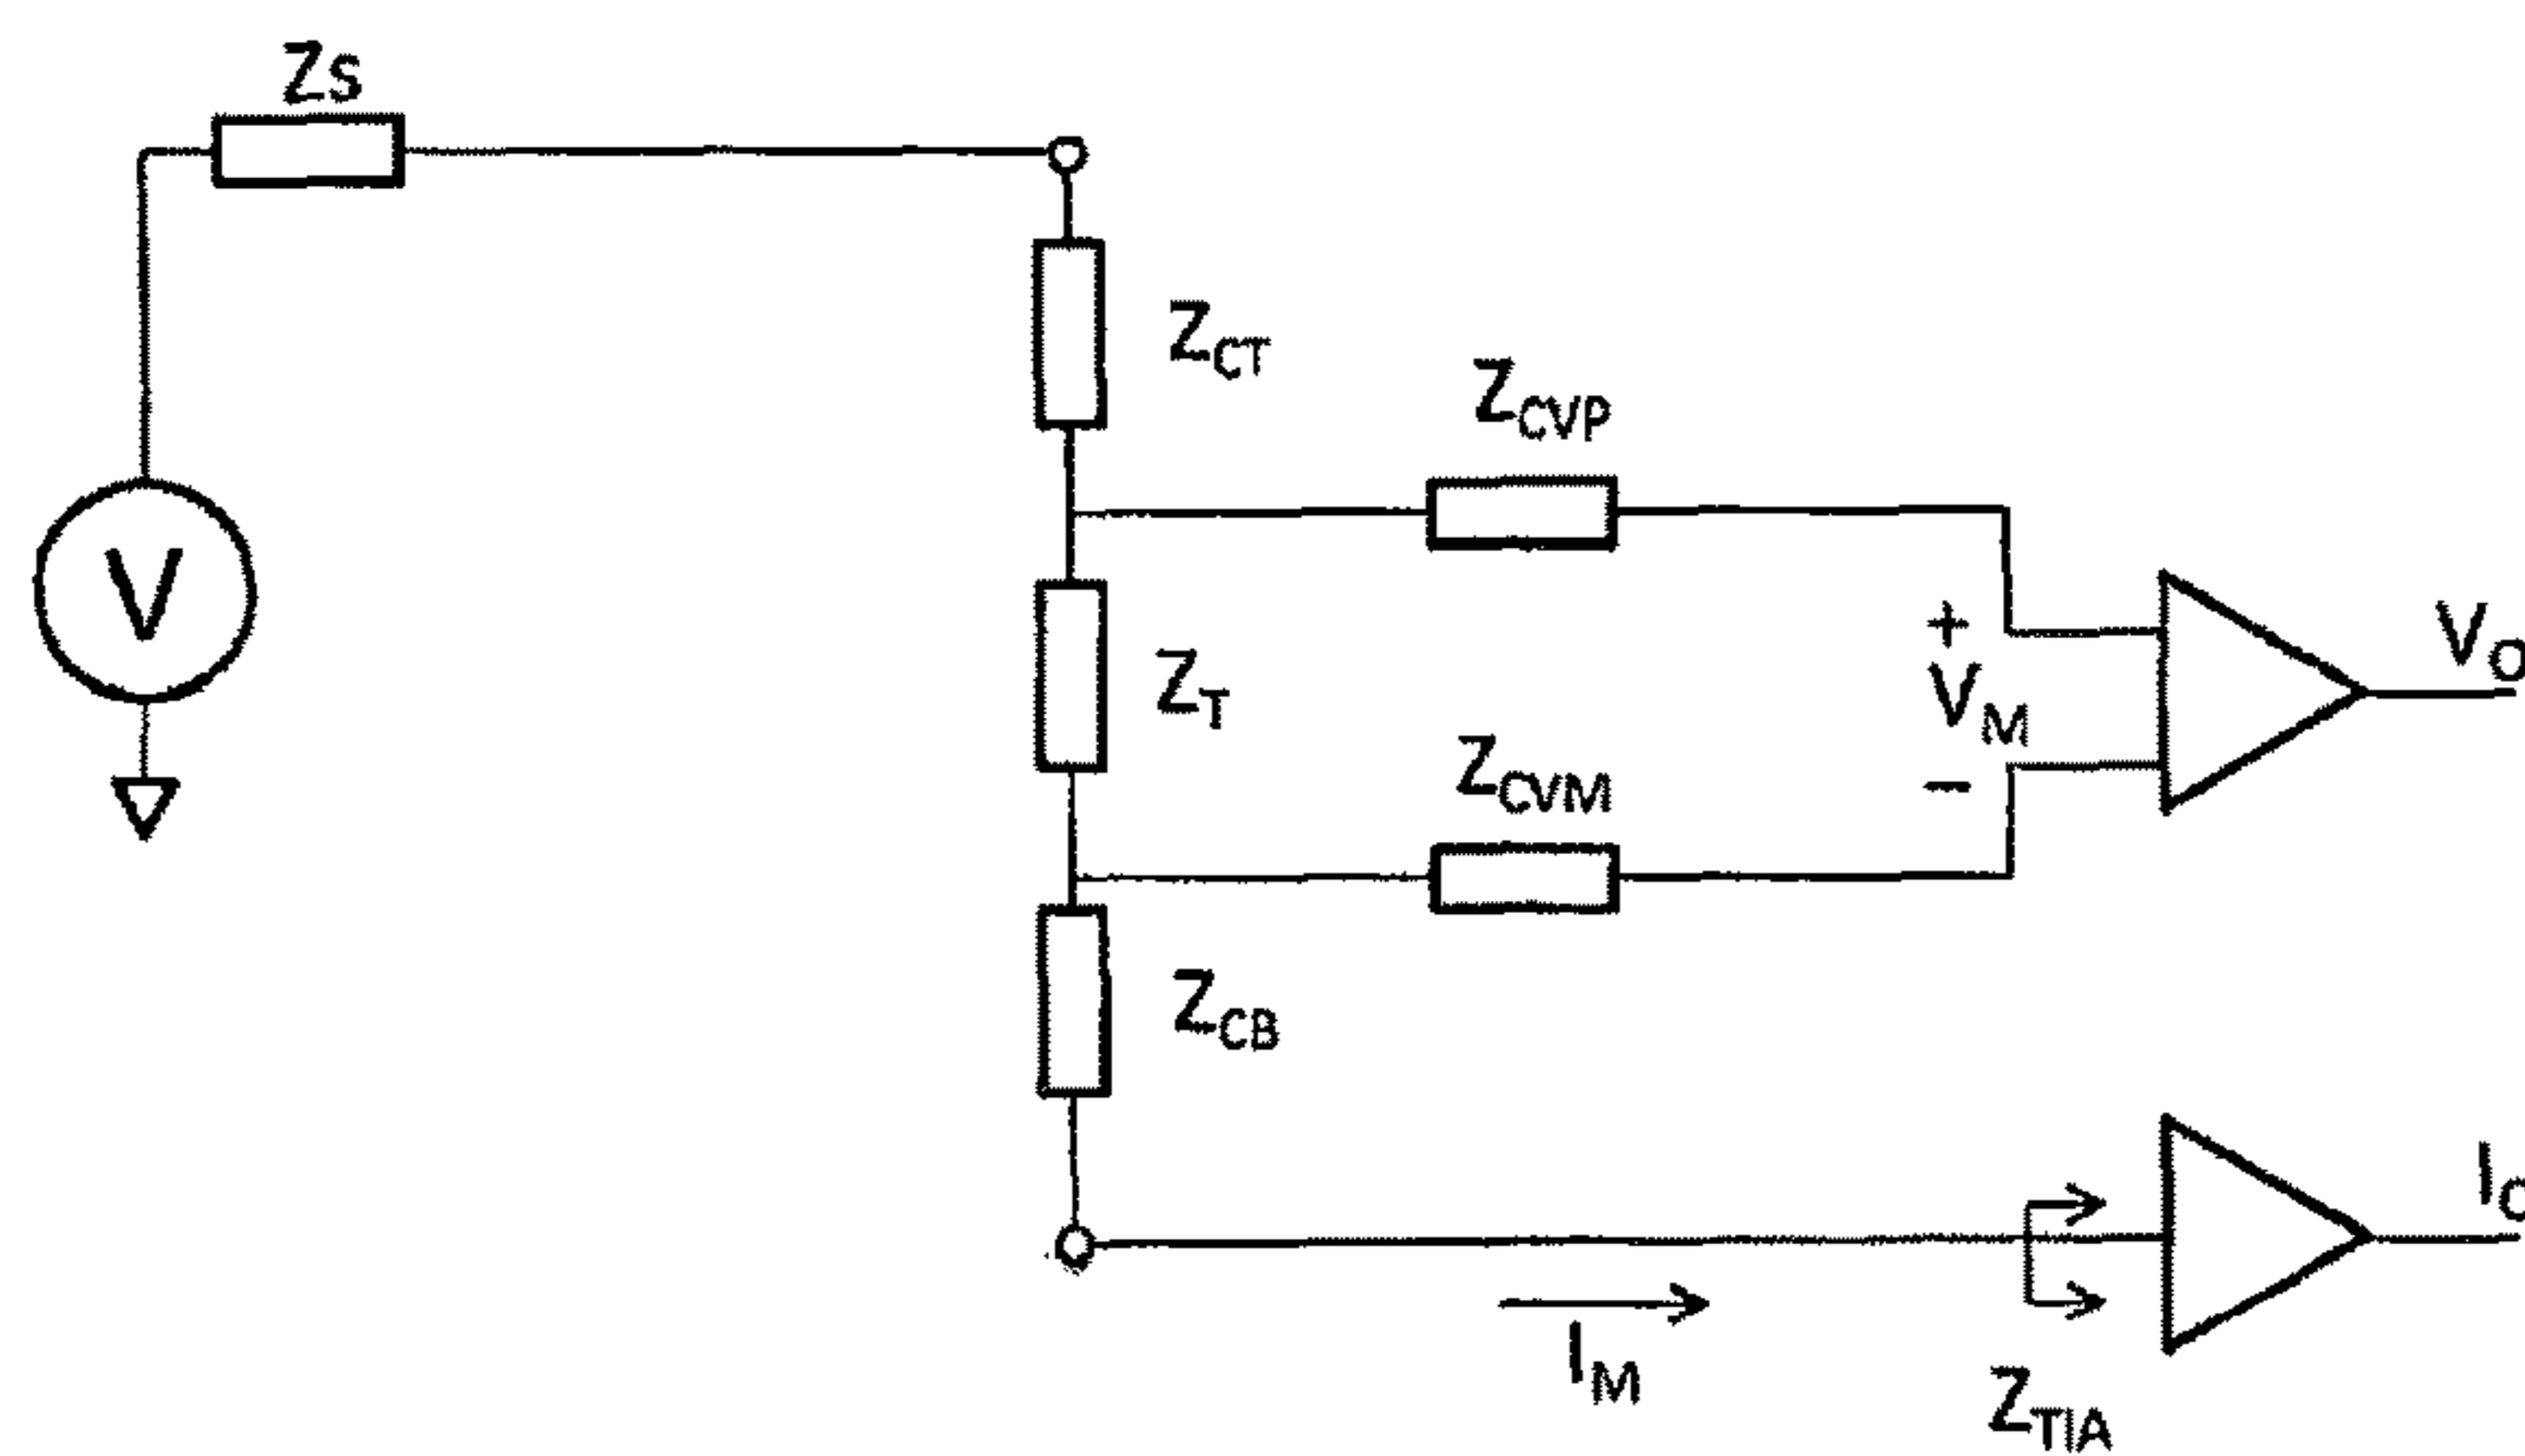 Zs
Z_CT
Z_CVP
V
+
V_M
−
V_O
Z_T
Z_CVM
Z_CB
I_M
I_O
Z_TIA